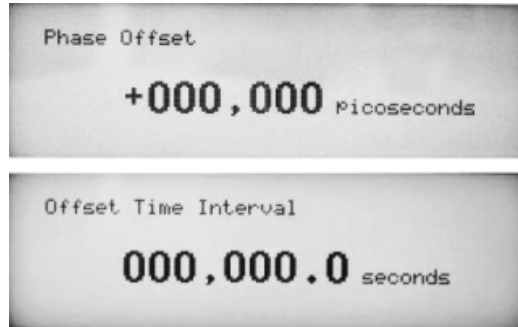 Phase Offset
+000,000 picoseconds
Offset Time Interval
000,000.0 seconds